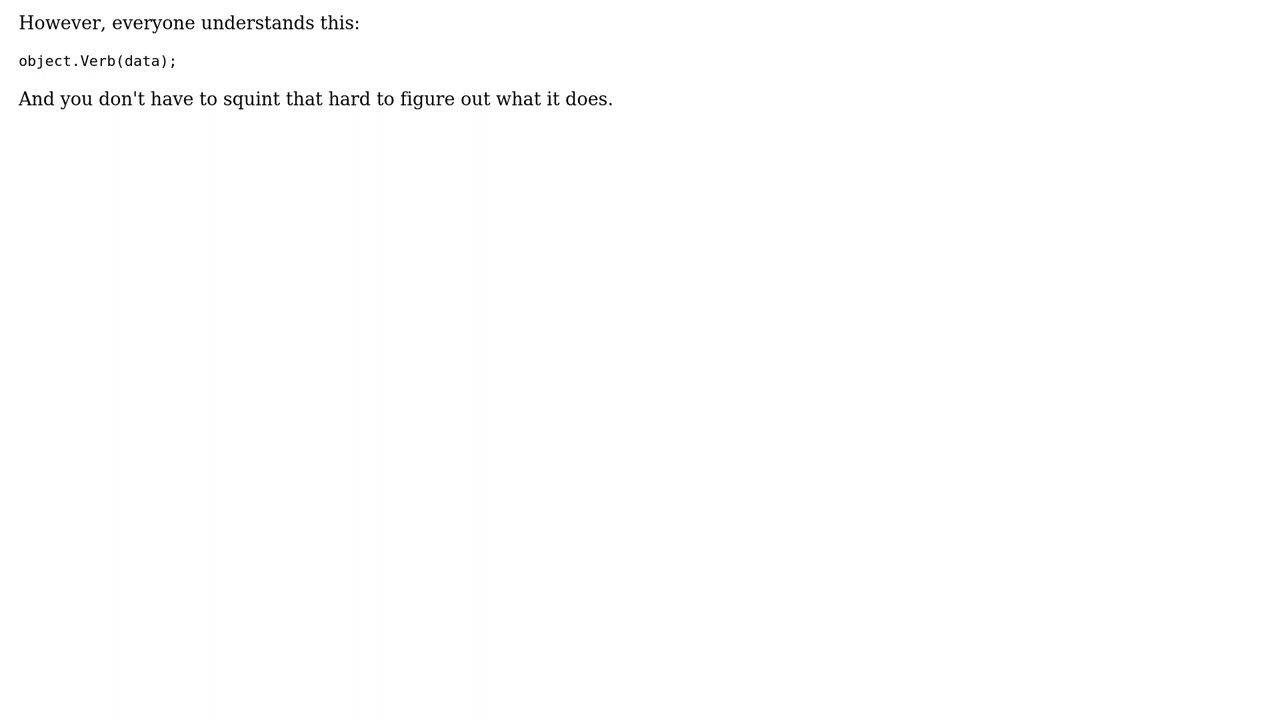 However, everyone understands this:
object.Verb(data);
And you don't have to squint that hard to figure out what it does.